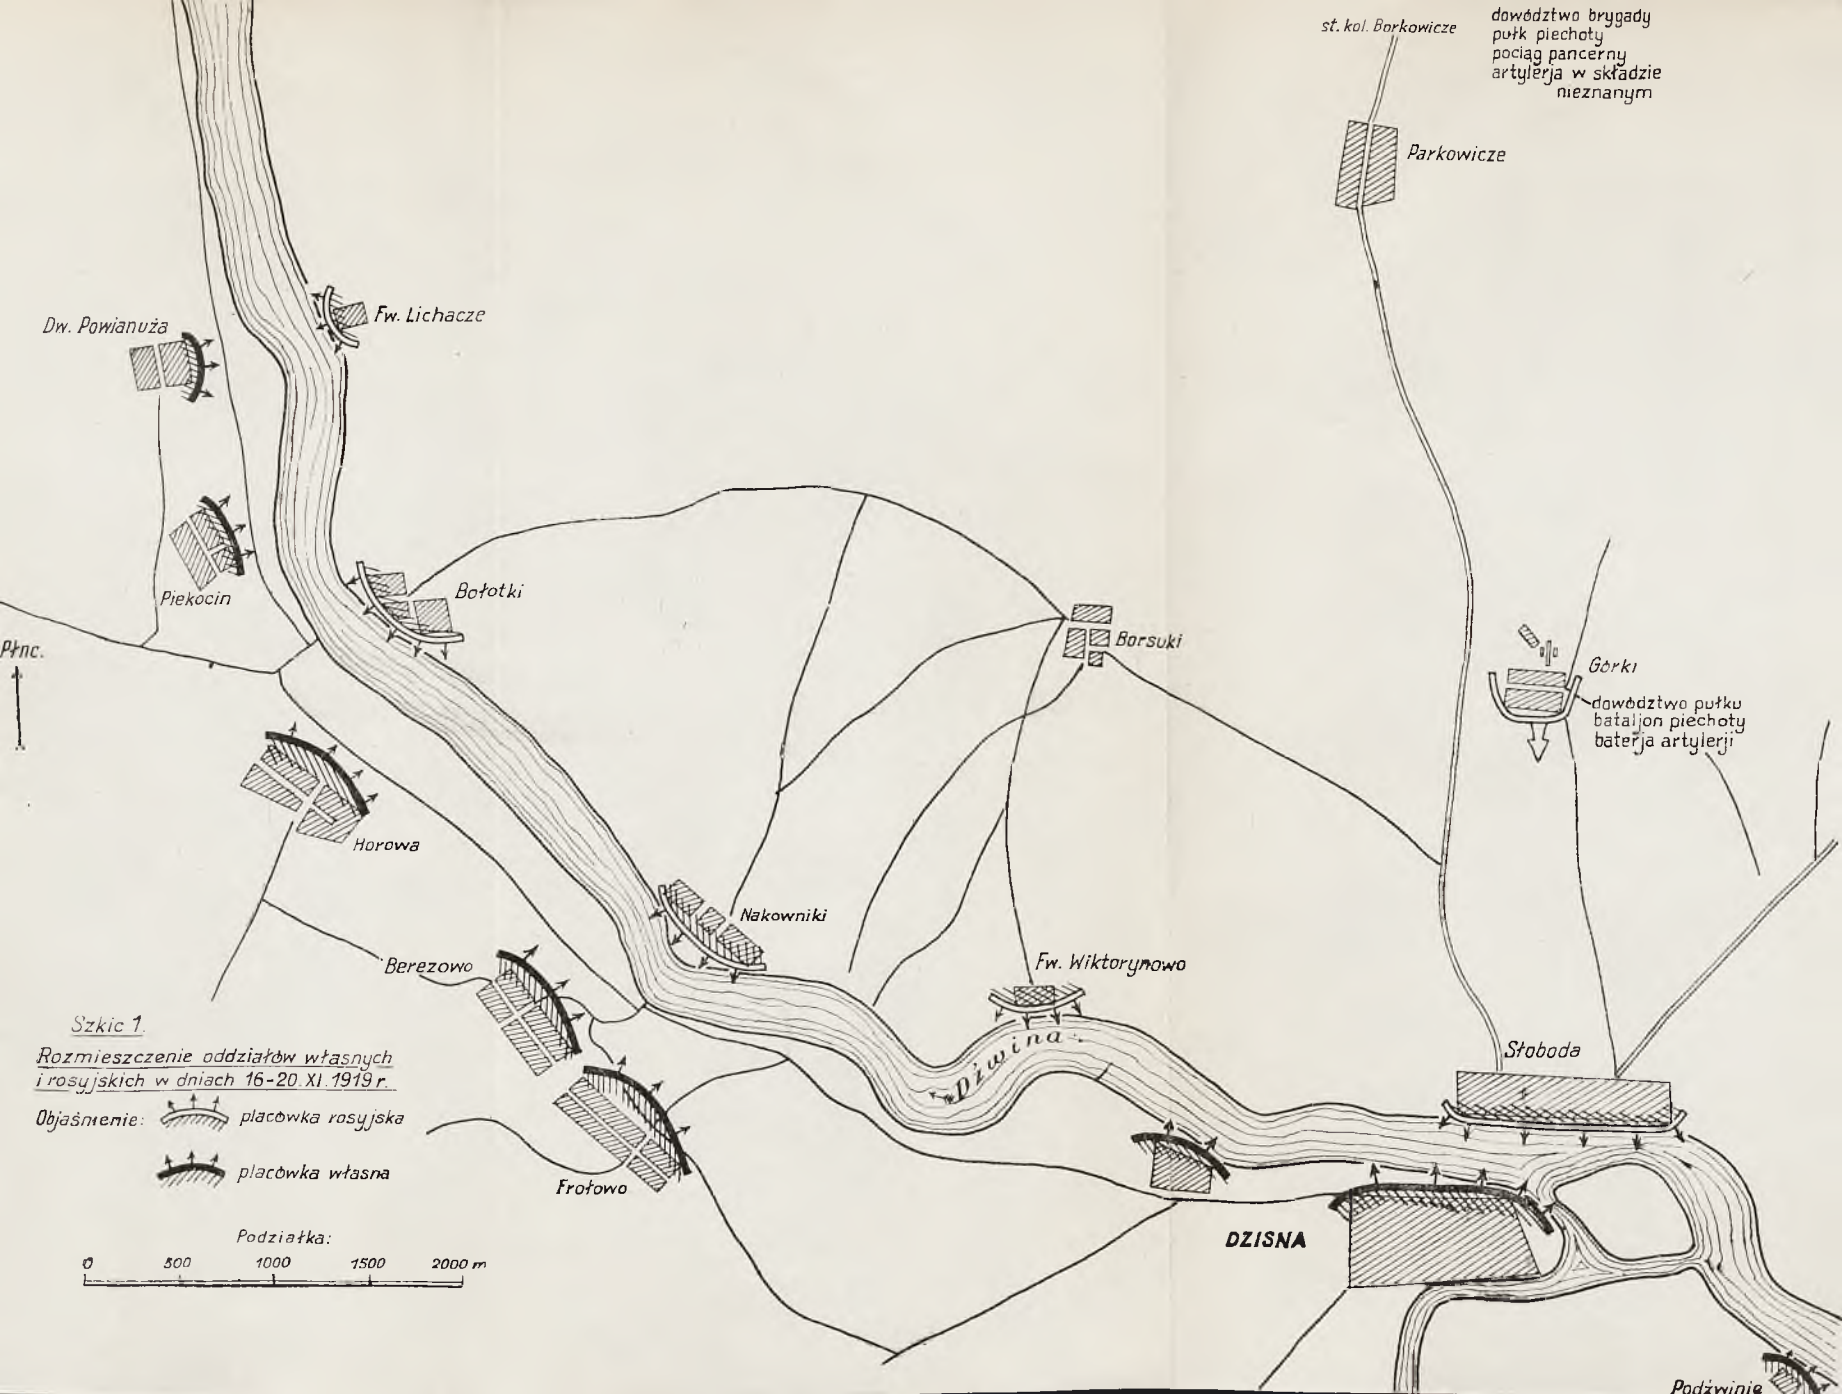 st. kol. Borkowicze
dowództwo brygady
pułk piechoty
pociąg pancerny
artylerja w składzie
nieznanym
Parkowicze
Fw. Lichacze
Dw. Powianuża
Piekocin
Bołotki
Borsuki
Płnc.
Górki
dowództwo pułku
bataljon piechoty
baterja artylerji
Horowa
Nakowniki
Berezowo
Fw. Wiktorynowo
Dźwina
Słoboda
Szkic 1.
Rozmieszczenie oddziałów własnych
i rosyjskich w dniach 16-20.XI.1919 r.
Objaśnienie:
placówka rosyjska
placówka własna
Frołowo
DZISNA
Podziałka:
0 500 1000 1500 2000 m
Podźwinie